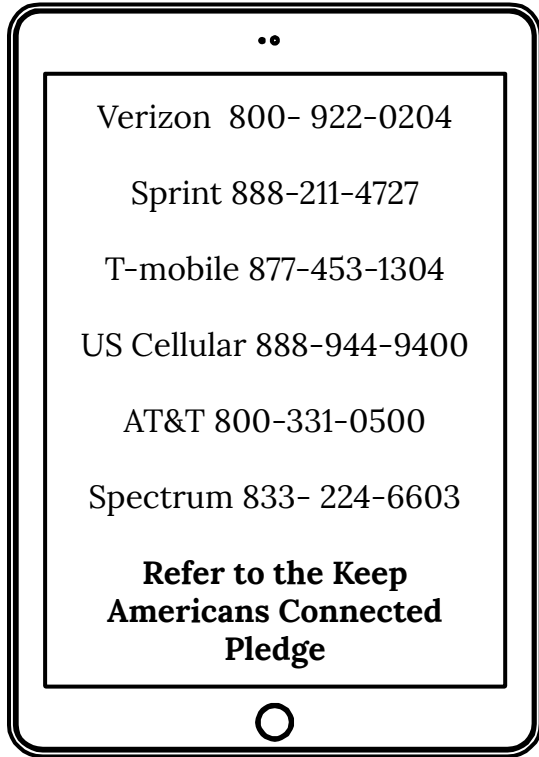 Verizon  800- 922-0204
Sprint 888-211-4727
T-mobile 877-453-1304
US Cellular 888-944-9400
AT&T 800-331-0500
Spectrum 833- 224-6603
Refer to the Keep
Americans Connected
Pledge